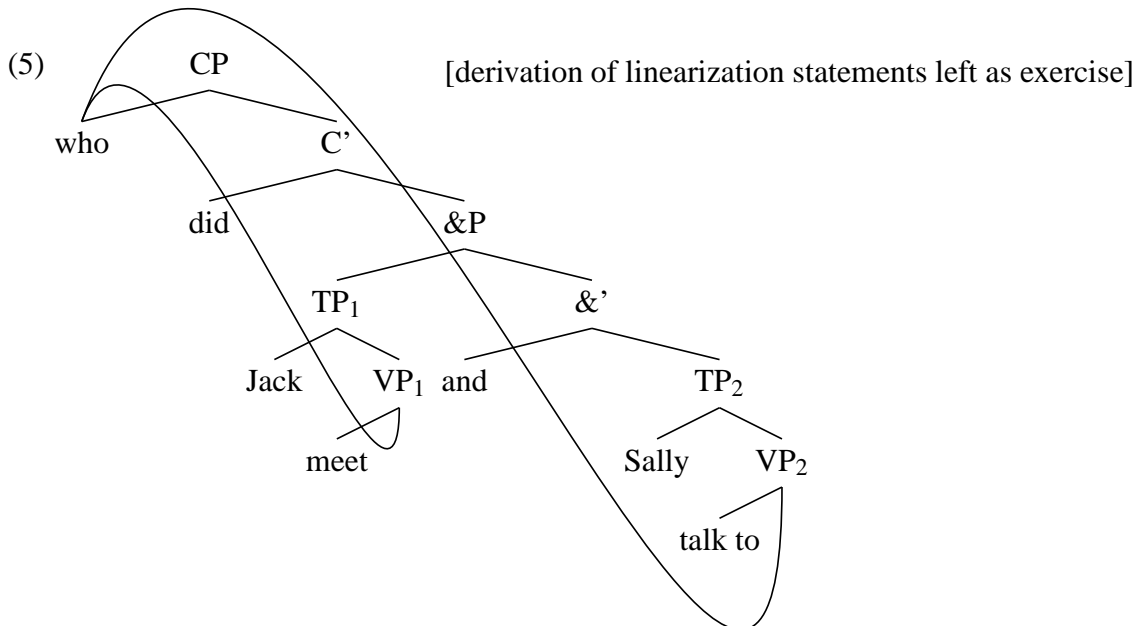 (5) CP [derivation of linearization statements left as exercise]
who C’
did &P
TP1 &’
Jack VP1 and TP2
meet Sally VP2
talk to